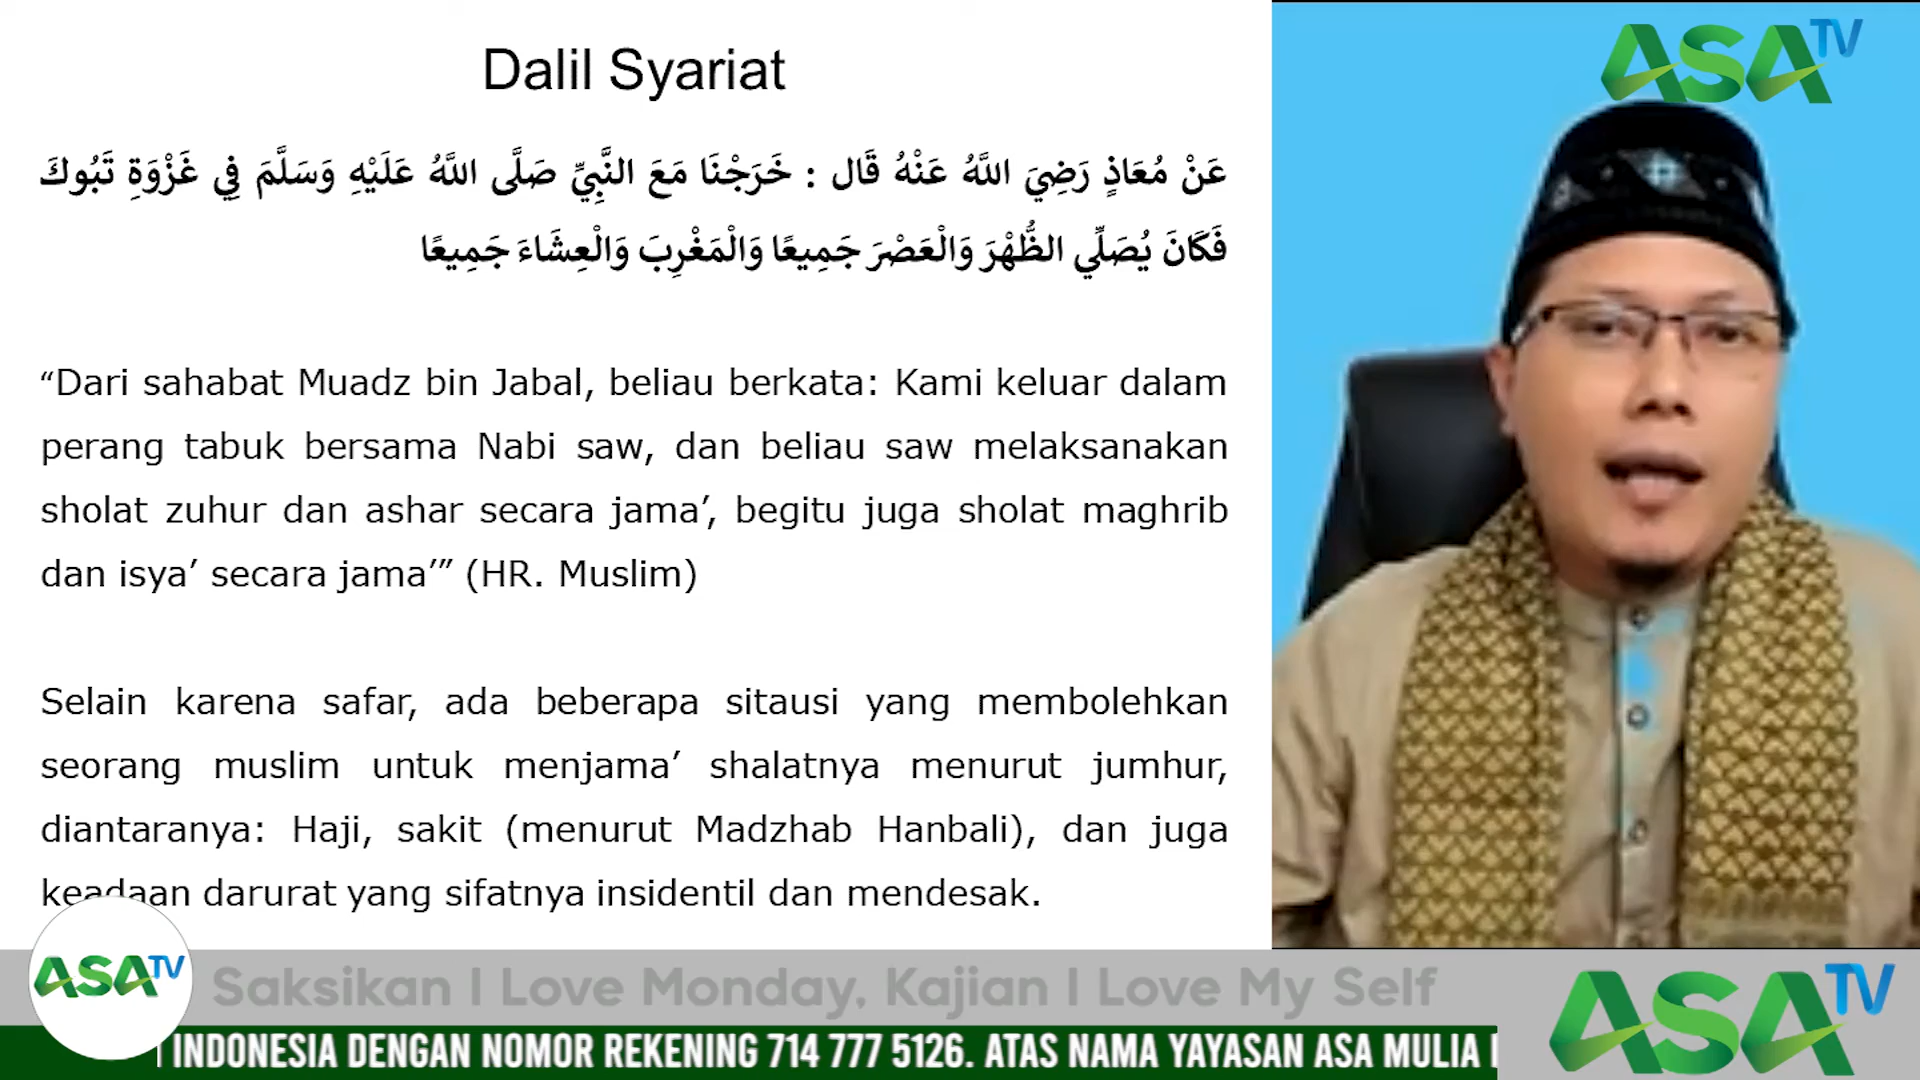 Dalil Syariat
عَنْ مُعَاذٍ رَضِيَ اللَّهُ عَنْهُ قَال : خَرَجْنَا مَعَ النَّبِيِّ صَلَّى اللَّهُ عَلَيْهِ وَسَلَّمَ فِي غَزْوَةِ تَبُوكَ
فَكَانَ يُصَلِّي الظُّهْرَ وَالْعَصْرَ جَمِيعًا وَالْمَغْرِبَ وَالْعِشَاءَ جَمِيعًا
“Dari sahabat Muadz bin Jabal, beliau berkata: Kami keluar dalam
perang tabuk bersama Nabi saw, dan beliau saw melaksanakan
sholat zuhur dan ashar secara jama’, begitu juga sholat maghrib
dan isya’ secara jama’” (HR. Muslim)
Selain karena safar, ada beberapa sitausi yang membolehkan
seorang muslim untuk menjama’ shalatnya menurut jumhur,
diantaranya: Haji, sakit (menurut Madzhab Hanbali), dan juga
keadaan darurat yang sifatnya insidentil dan mendesak.
ASA TV
ASA TV
Saksikan I Love Monday, Kajian I Love My Self
INDONESIA DENGAN NOMOR REKENING 714 777 5126. ATAS NAMA YAYASAN ASA MULIA
ASA TV